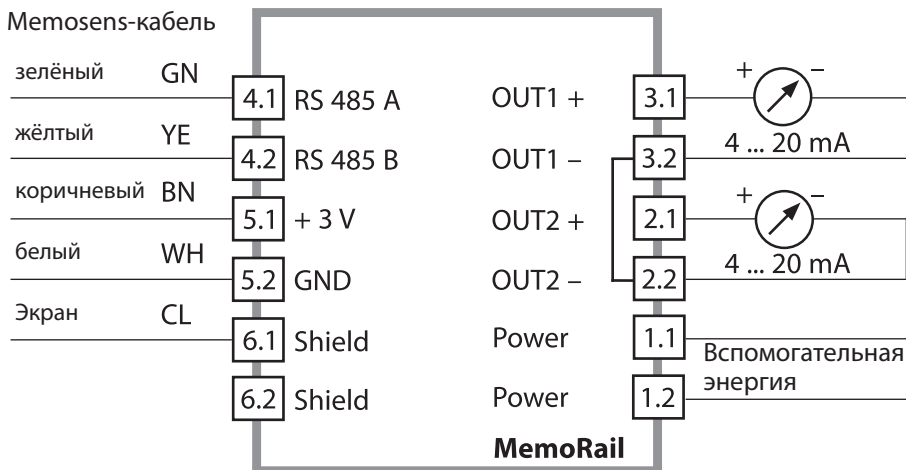 Memosens-кабель
зелёный GN 4.1 RS 485 A OUT1 + 3.1 + –
4 ... 20 mA
жёлтый YE 4.2 RS 485 B OUT1 – 3.2
коричневый BN 5.1 + 3 V OUT2 + 2.1 + –
4 ... 20 mA
белый WH 5.2 GND OUT2 – 2.2
Экран CL 6.1 Shield Power 1.1
Вспомогательная
энергия
6.2 Shield Power 1.2
MemoRail